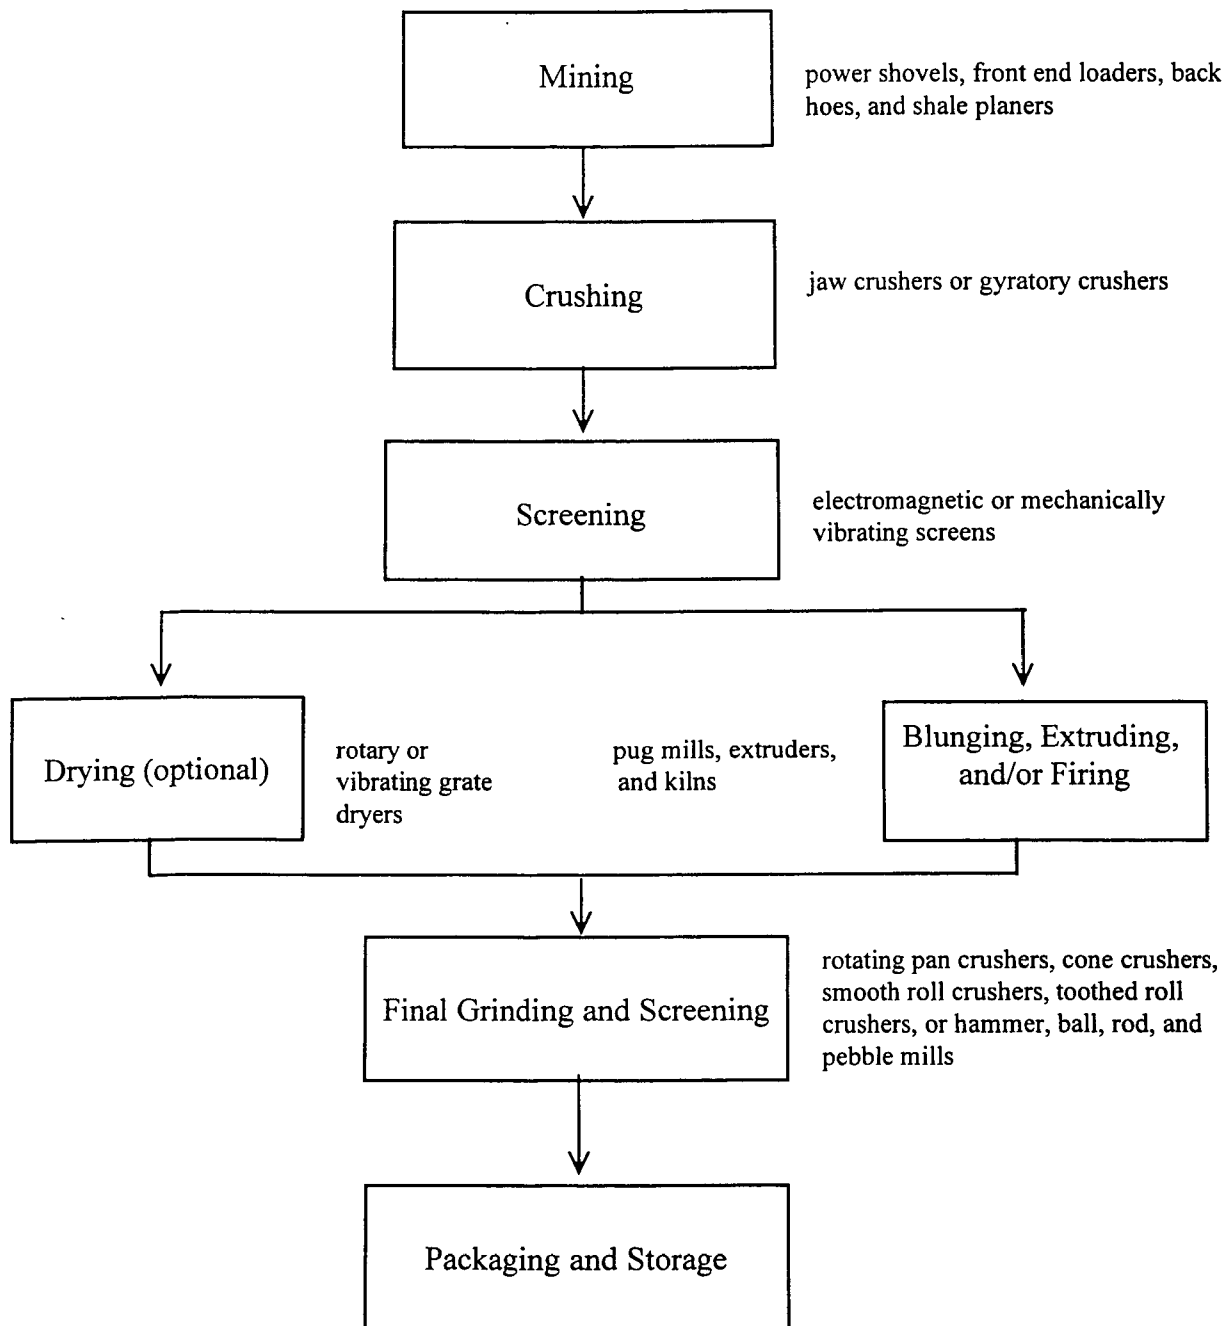 Mining
power shovels, front end loaders, back
hoes, and shale planers
Crushing
jaw crushers or gyratory crushers
Screening
electromagnetic or mechanically
vibrating screens
Drying (optional)
rotary or
vibrating grate
dryers
pug mills, extruders,
and kilns
Blunging, Extruding,
and/or Firing
Final Grinding and Screening
rotating pan crushers, cone crushers,
smooth roll crushers, toothed roll
crushers, or hammer, ball, rod, and
pebble mills
Packaging and Storage